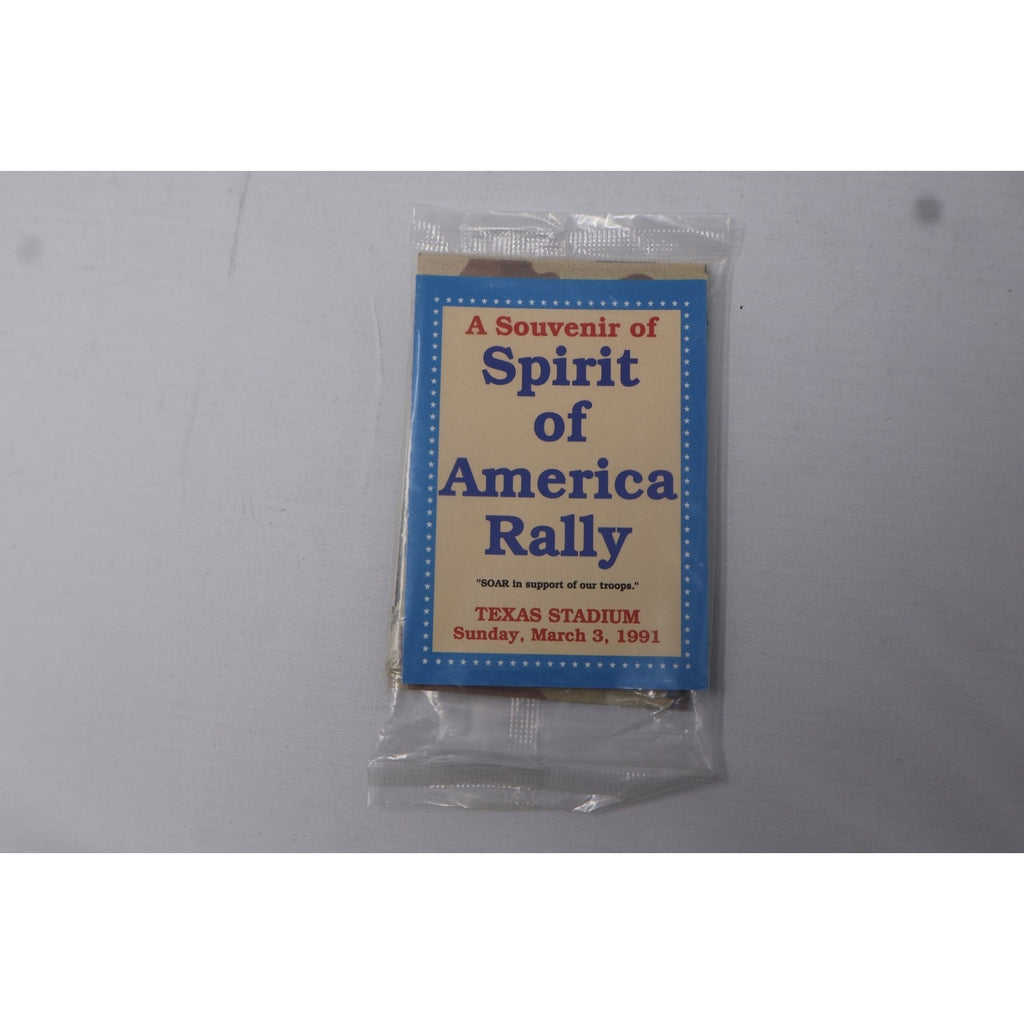 A Souvenir of
Spirit
of
America
Rally
"SOAR in support of our troops."
TEXAS STADIUM
Sunday, March 3, 1991